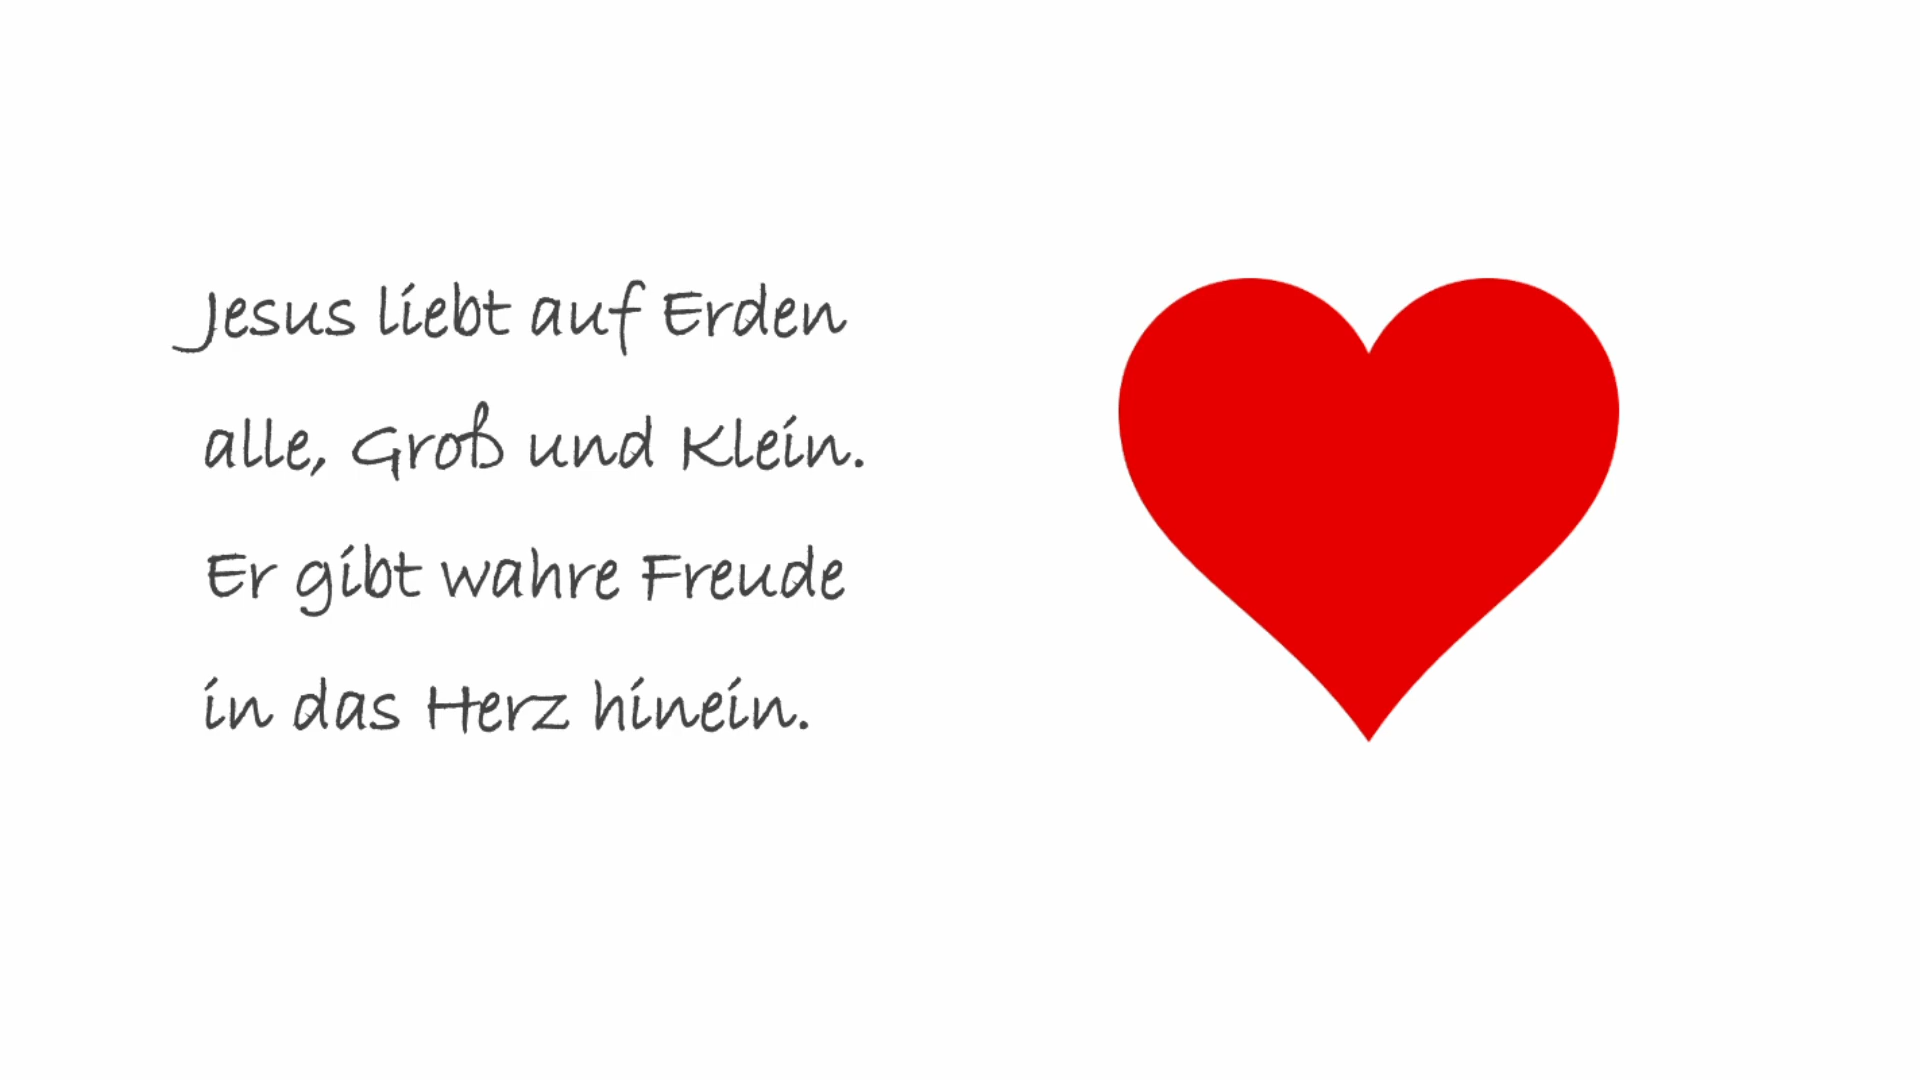 Jesus liebt auf Erden
alle, Groß und Klein.
Er gibt wahre Freude
in das Herz hinein.